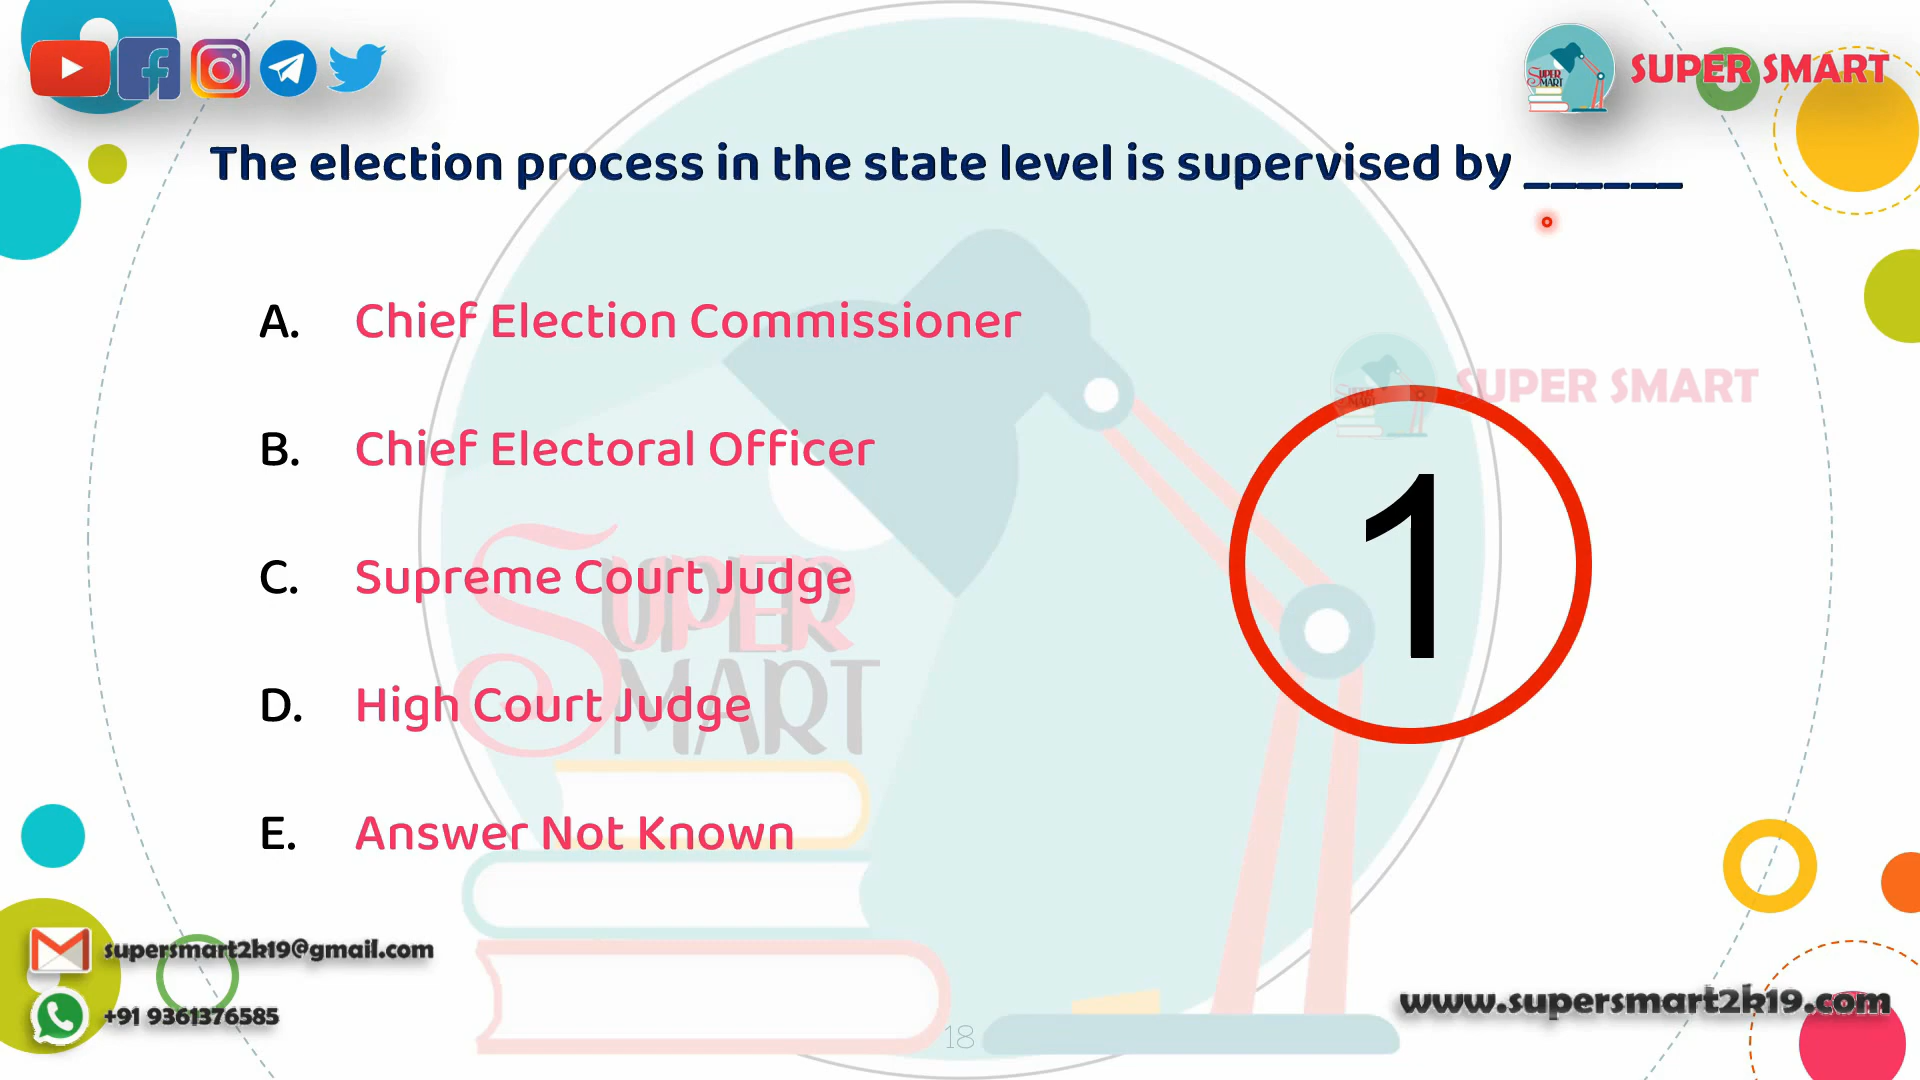 SUPER SMART
SUPER SMART
The election process in the state level is supervised by ______
A. Chief Election Commissioner
B. Chief Electoral Officer
SUPER SMART
1
C. Supreme Court Judge
SUPER
SMART
D. High Court Judge
E. Answer Not Known
supersmart2k19@gmail.com
+91 9361376585
www.supersmart2k19.com
18